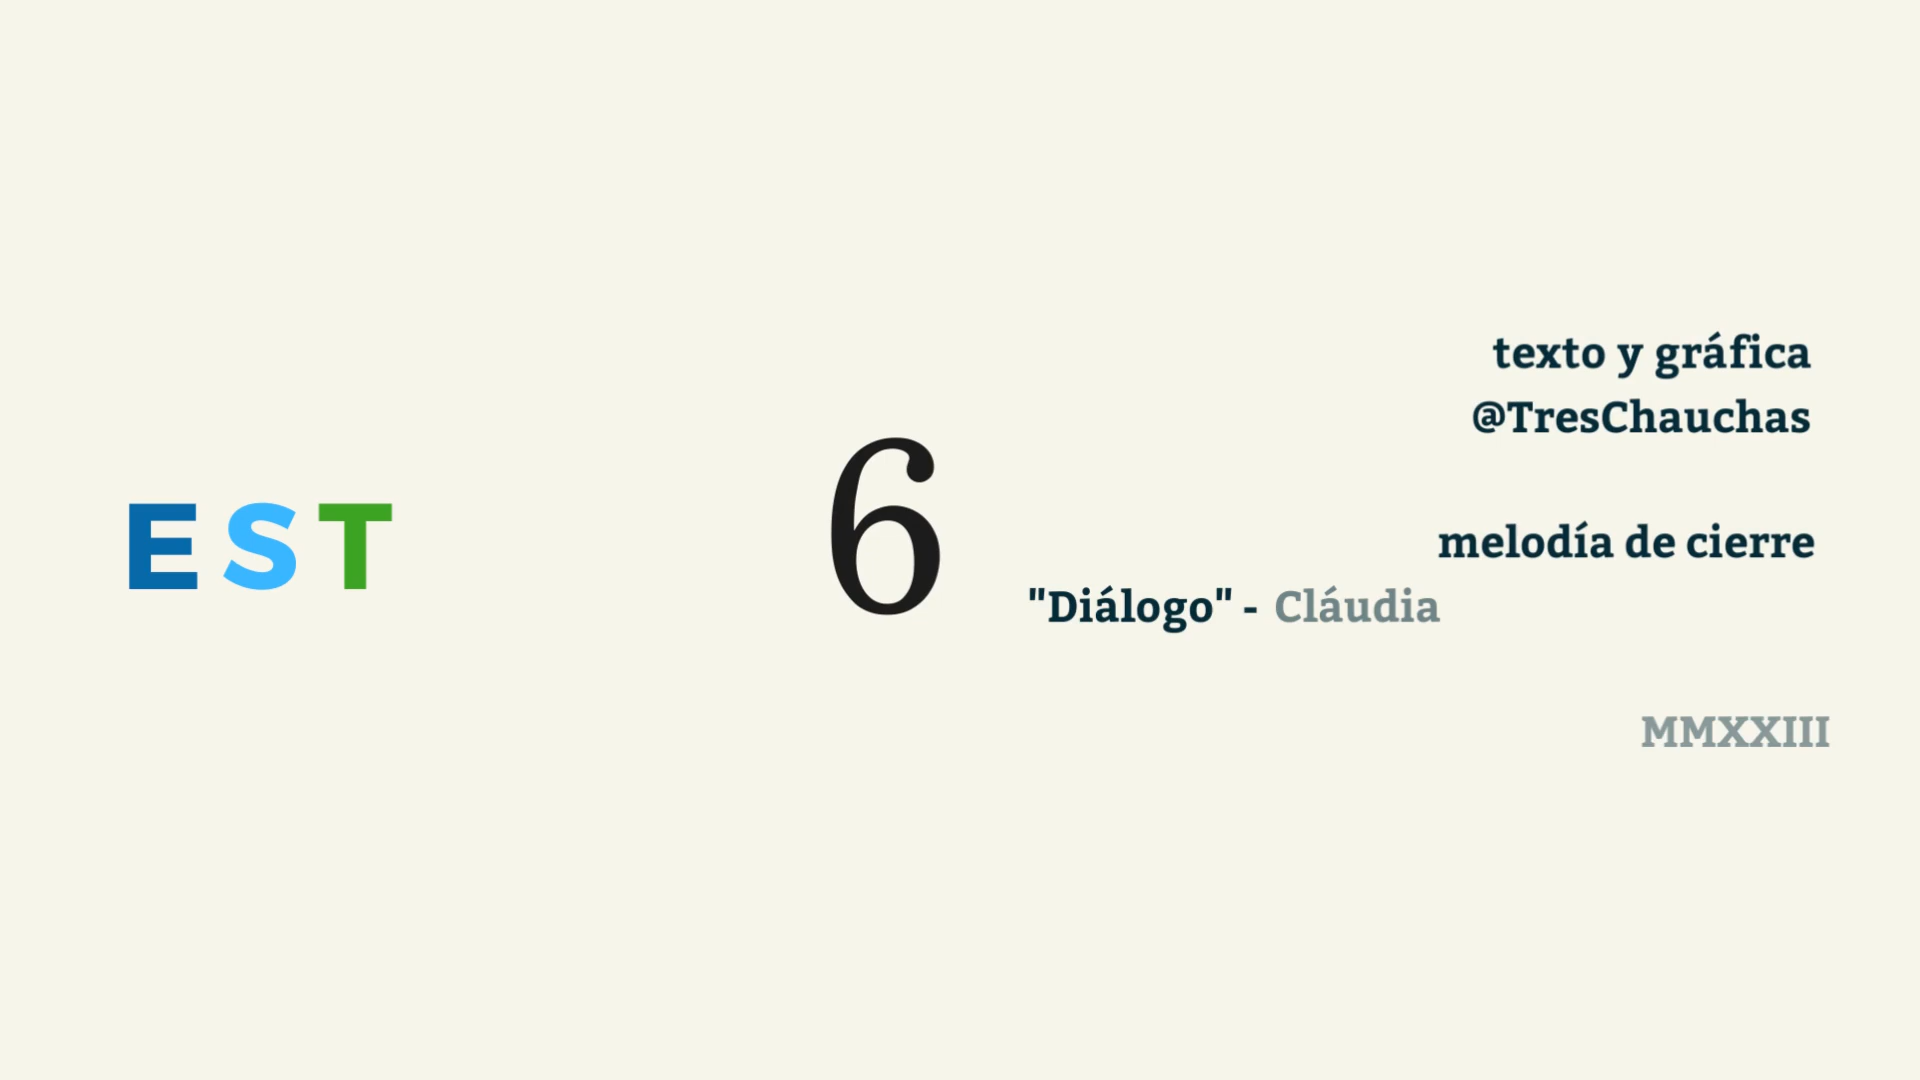 EST
6
texto y gráfica
@TresChauchas
melodía de cierre
"Diálogo" - Cláudia
MMXXIII